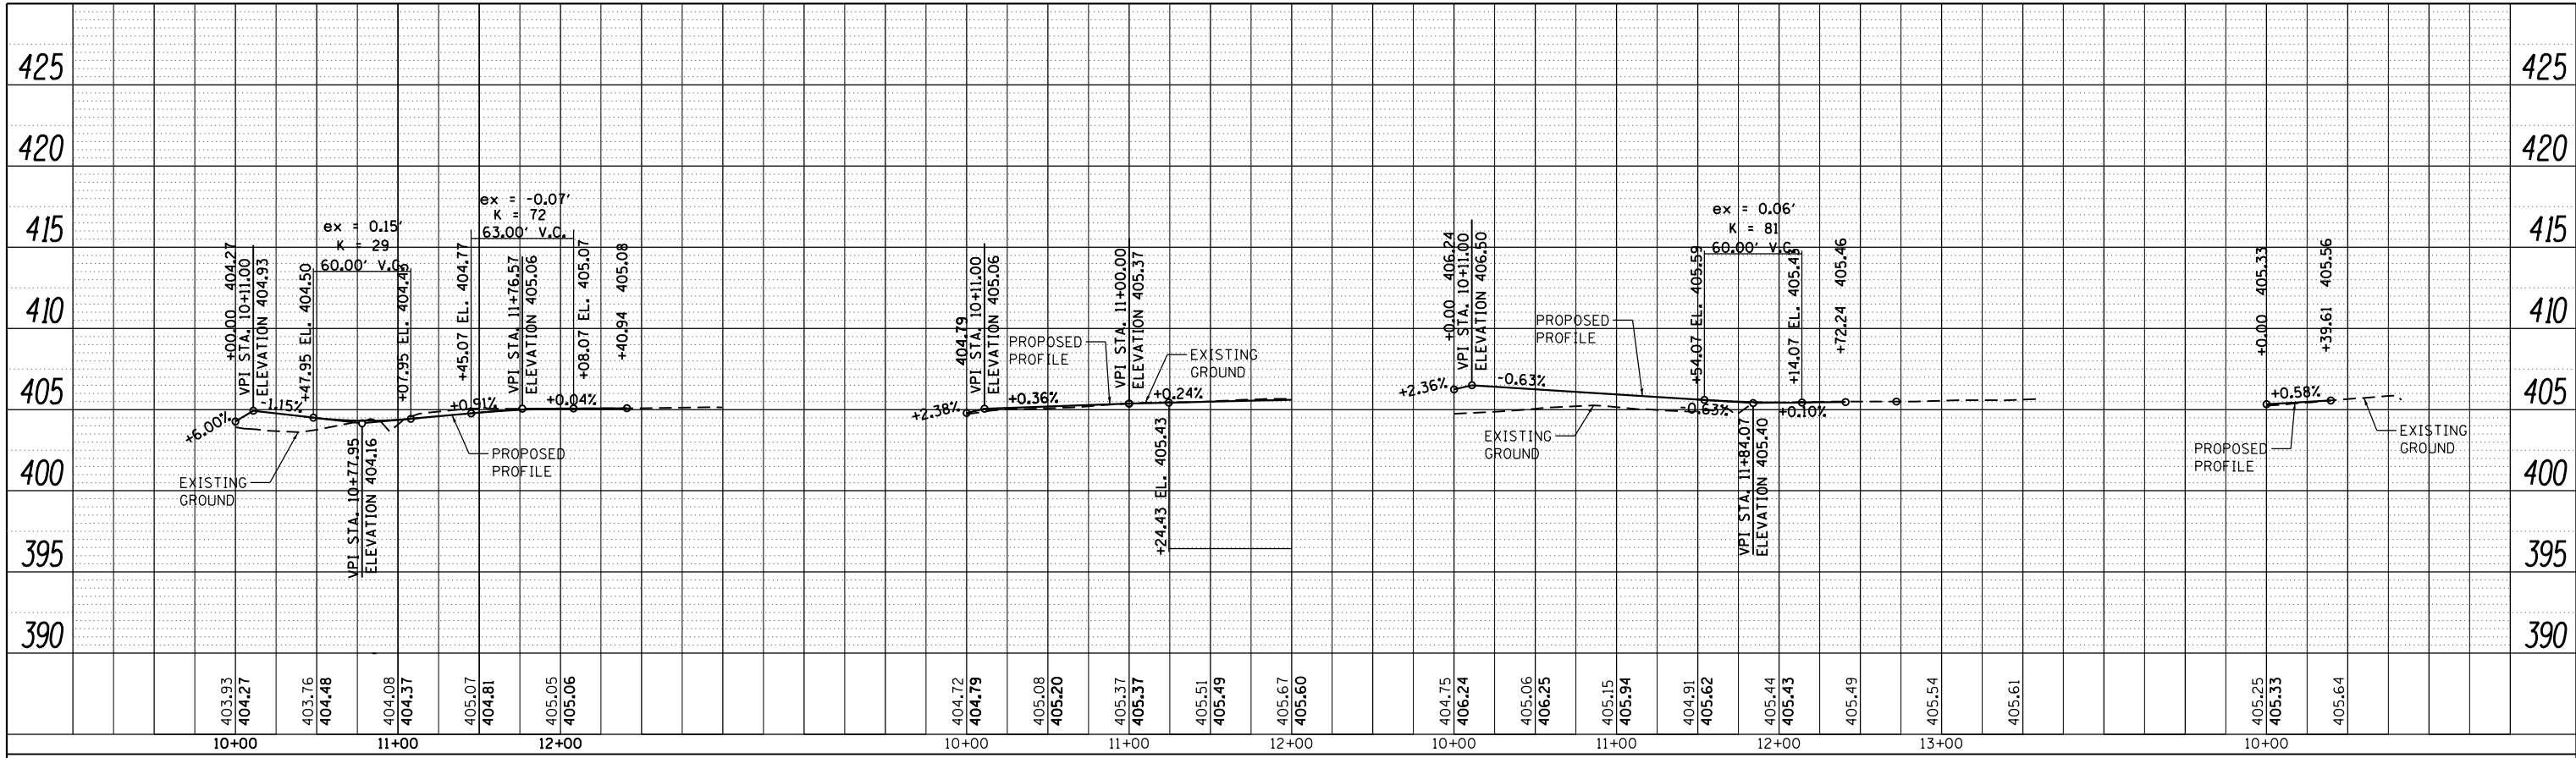 425
420
415
410
405
400
395
390
ex = 0.15'
K = 29
60.00' V.C.
ex = -0.07'
K = 72
63.00' V.C.
+00.00 404.27
VPI STA. 10+11.00
ELEVATION 404.93
+47.95 EL. 404.50
+07.95 EL. 404.45
+45.07 EL. 404.77
VPI STA. 11+76.57
ELEVATION 405.06
+08.07 EL. 405.07
+40.94 405.08
+6.00%
-1.15%
+0.91%
+0.04%
VPI STA. 10+77.95
ELEVATION 404.16
EXISTING
GROUND
PROPOSED
PROFILE
404.79
VPI STA. 10+11.00
ELEVATION 405.06
PROPOSED
PROFILE
VPI STA. 11+00.00
ELEVATION 405.37
EXISTING
GROUND
+2.38%
+0.36%
+0.24%
+24.43 EL. 405.43
+0.00 406.24
VPI STA. 10+11.00
ELEVATION 406.50
PROPOSED
PROFILE
ex = 0.06'
K = 81
60.00' V.C.
+54.07 EL. 405.59
+14.07 EL. 405.43
+72.24 405.46
+2.36%
-0.63%
-0.63%
+0.10%
EXISTING
GROUND
VPI STA. 11+84.07
ELEVATION 405.40
+0.00 405.33
+39.61 405.56
+0.58%
PROPOSED
PROFILE
EXISTING
GROUND
425
420
415
410
405
400
395
390
403.93
404.27
403.76
404.48
404.08
404.37
405.07
404.81
405.05
405.06
404.72
404.79
405.08
405.20
405.37
405.37
405.51
405.49
405.67
405.60
404.75
406.24
405.06
406.25
405.15
405.94
404.91
405.62
405.44
405.43
405.49
405.54
405.61
405.25
405.33
405.64
10+00 11+00 12+00 10+00 11+00 12+00 10+00 11+00 12+00 13+00 10+00